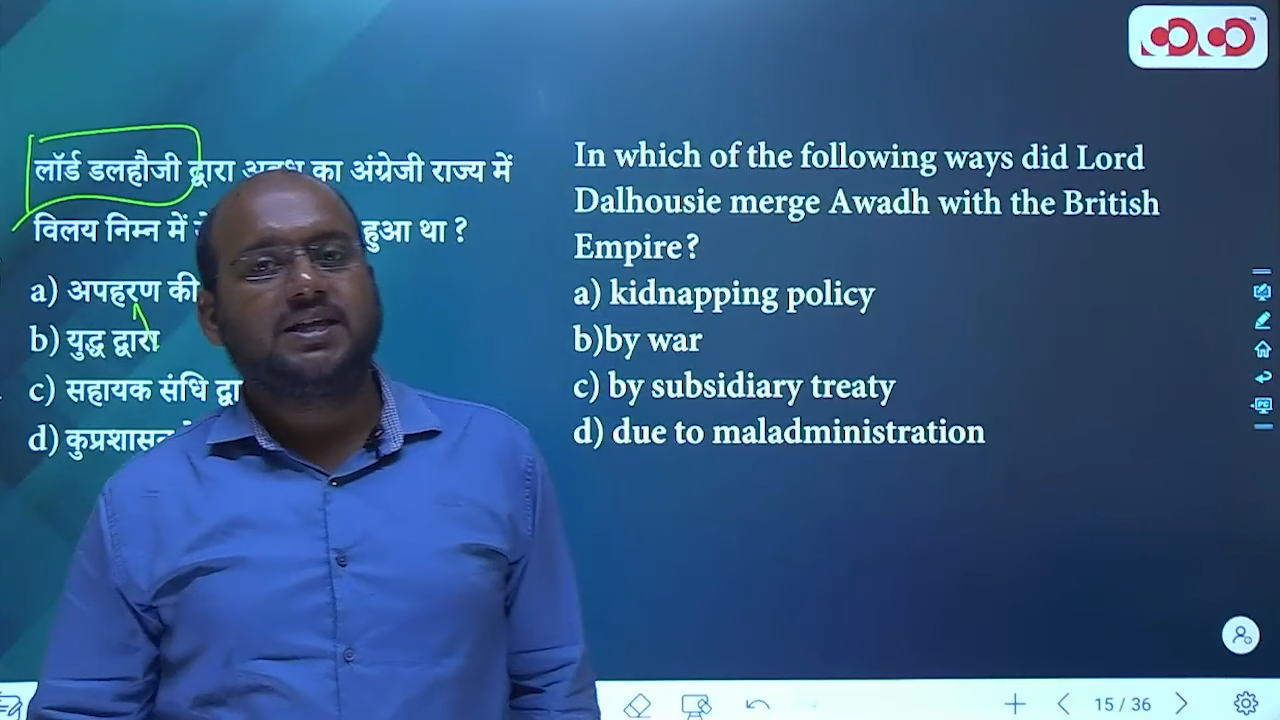 लॉर्ड डलहौजी द्वारा अवध का अंग्रेजी राज्य में
विलय निम्न में हुआ था ?
a) अपहरण की
b) युद्ध द्वारा
c) सहायक संधि
d) कुप्रशासन
In which of the following ways did Lord
Dalhousie merge Awadh with the British
Empire?
a) kidnapping policy
b)by war
c) by subsidiary treaty
d) due to maladministration
15 / 36